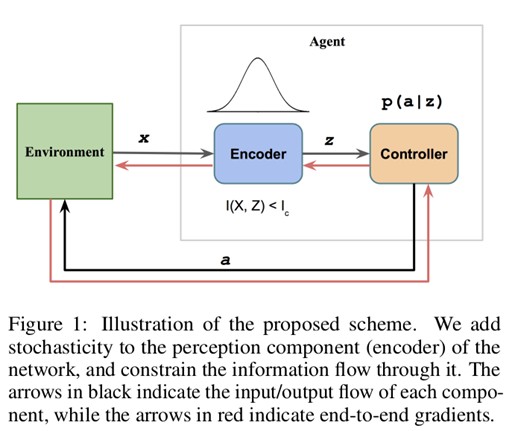 Agent
p(a|z)
x
z
Environment
Encoder
Controller
I(X, Z) < I_c
a
Figure 1: Illustration of the proposed scheme. We add
stochasticity to the perception component (encoder) of the
network, and constrain the information flow through it. The
arrows in black indicate the input/output flow of each compo-
nent, while the arrows in red indicate end-to-end gradients.